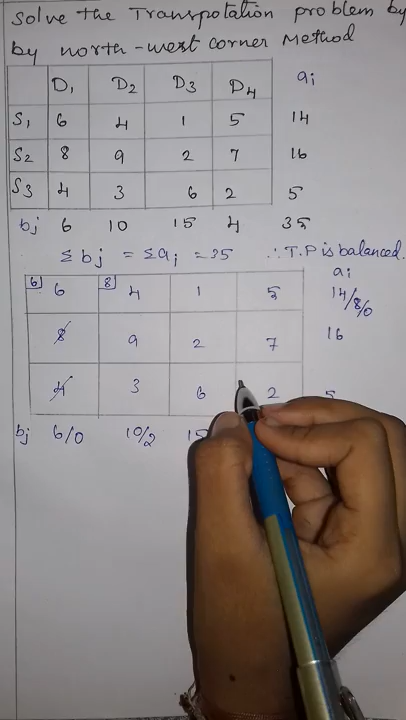 Solve the Transpotation problem by
by north-west corner Method
D1 D2 D3 D4 ai
S1 6 4 1 5 14
S2 8 9 2 7 16
S3 4 3 6 2 5
bj 6 10 15 4 35
Σbj = Σai = 35 ∴ T.P is balanced.
ai
6 6 8 4 1 5 14/8/0
8 9 2 7 16
4 3 6 2 5
bj 6/0 10/2 15